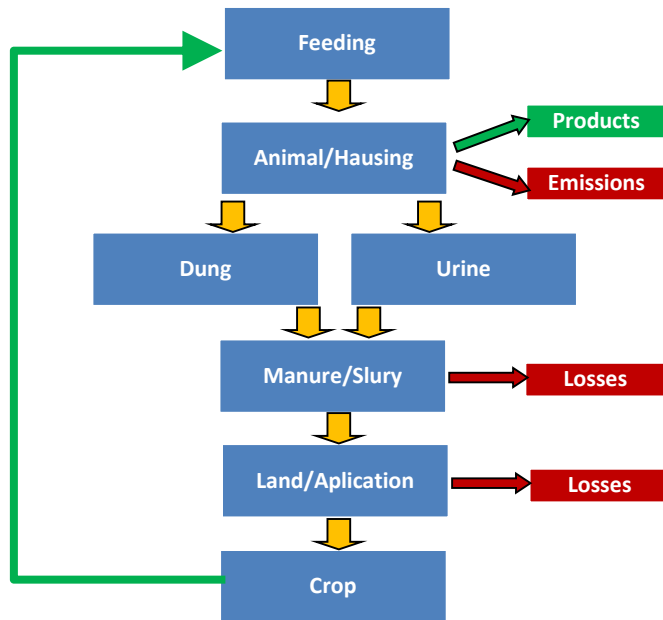 Feeding
Products
Animal/Hausing
Emissions
Dung
Urine
Manure/Slury
Losses
Land/Aplication
Losses
Crop